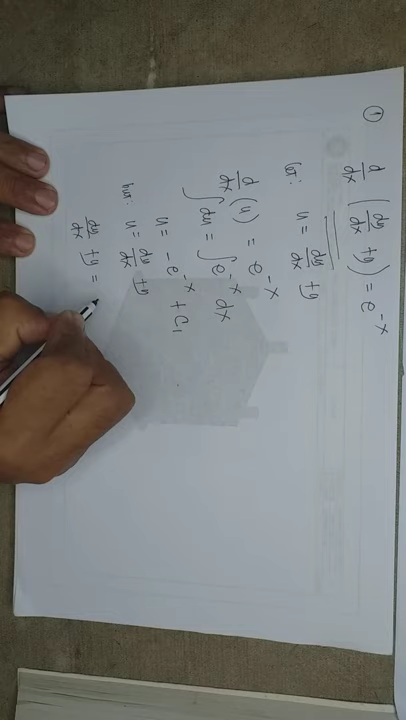 ①
d/dx (dy/dx + y) = e^-x
let: u = dy/dx + y
d/dx (u) = e^-x
∫ du = ∫ e^-x dx
u = -e^-x + C₁
but: u = dy/dx + y
dy/dx + y =